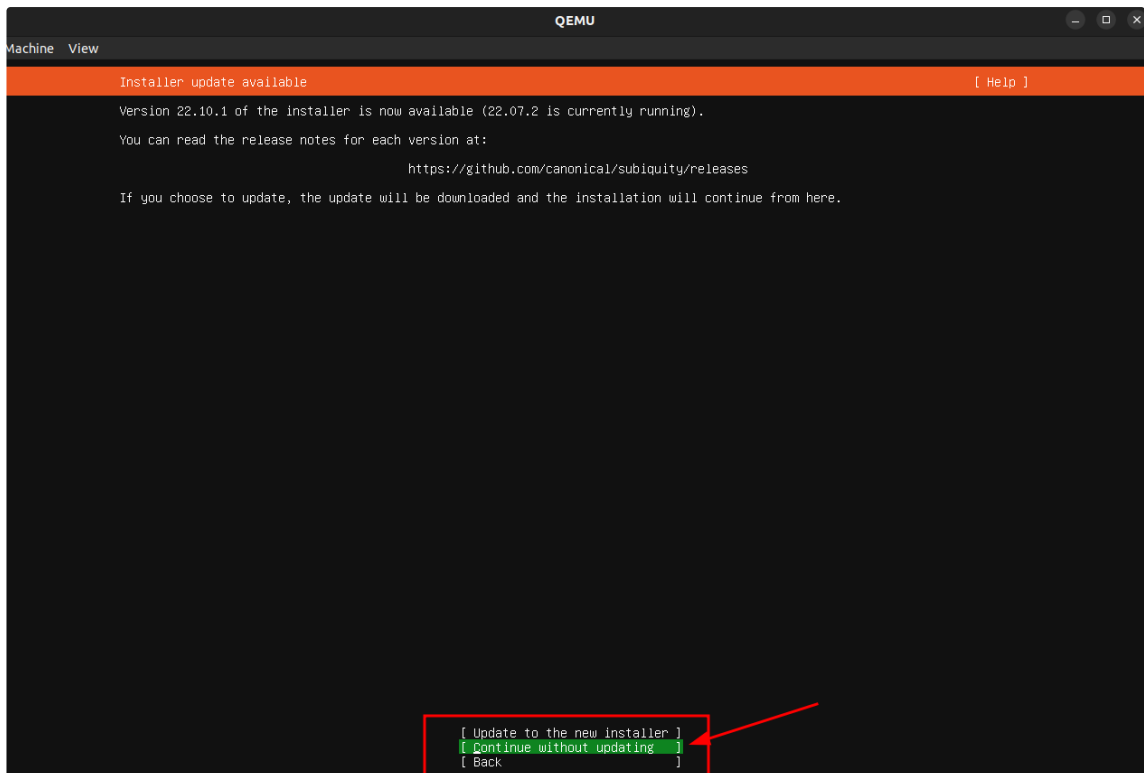 QEMU
Machine View
Installer update available [ Help ]
Version 22.10.1 of the installer is now available (22.07.2 is currently running).
You can read the release notes for each version at:
https://github.com/canonical/subiquity/releases
If you choose to update, the update will be downloaded and the installation will continue from here.
[ Update to the new installer ]
[ Continue without updating ]
[ Back ]